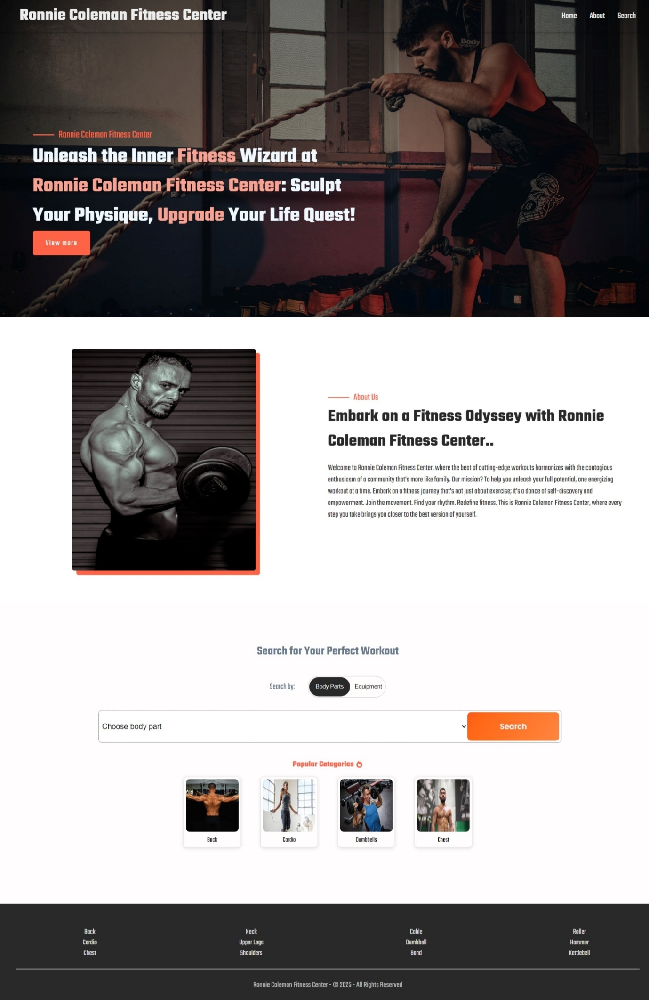 Ronnie Coleman Fitness Center
Home About Search
Body
Systems
Ronnie Coleman Fitness Center
Unleash the Inner Fitness Wizard at
Ronnie Coleman Fitness Center: Sculpt
Your Physique, Upgrade Your Life Quest!
13
View more
About Us
Embark on a Fitness Odyssey with Ronnie
Coleman Fitness Center..
Welcome to Ronnie Coleman Fitness Center, where the beat of cutting-edge workouts harmonizes with the contagious
enthusiasm of a community that's more like family. Our mission? To help you unleash your full potential, one energizing
workout at a time. Embark on a fitness journey that's not just about exercise; it's a dance of self-discovery and
empowerment. Join the movement. Find your rhythm. Redefine fitness. This is Ronnie Coleman Fitness Center, where every
step you take brings you closer to the best version of yourself.
Search for Your Perfect Workout
Search by: Body Parts Equipment
Choose body part Search
Popular Categories
Back Cardio Dumbbells Chest
Back Neck Cable Roller
Cardio Upper Legs Dumbbell Hammer
Chest Shoulders Band Kettlebell
Ronnie Coleman Fitness Center - © 2025 - All Rights Reserved